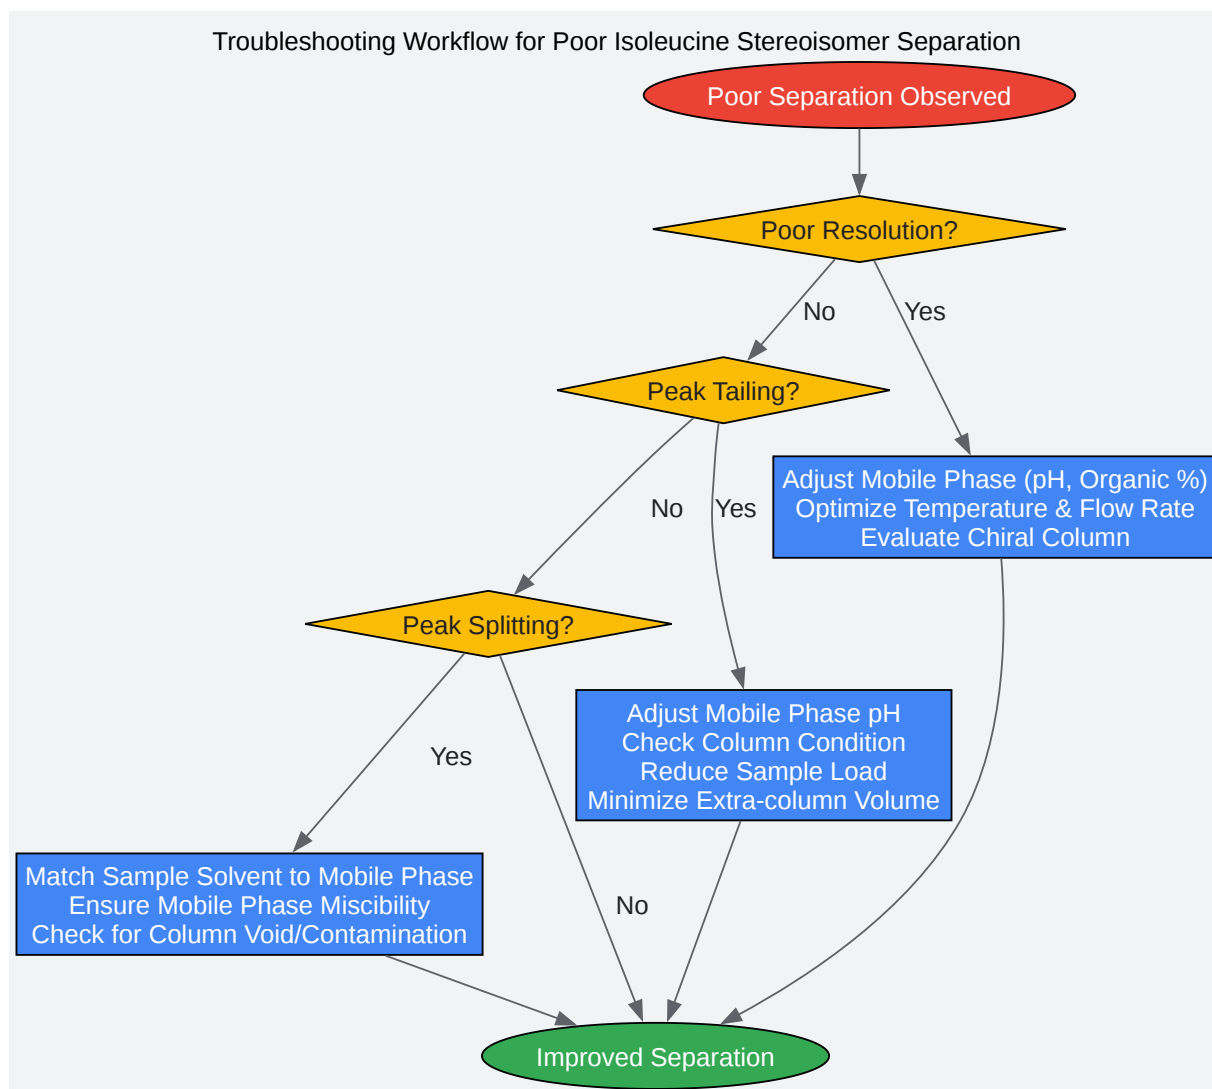 Troubleshooting Workflow for Poor Isoleucine Stereoisomer Separation
Poor Separation Observed
Poor Resolution?
No
Yes
Peak Tailing?
Adjust Mobile Phase (pH, Organic %)
Optimize Temperature & Flow Rate
Evaluate Chiral Column
No
Yes
Peak Splitting?
Adjust Mobile Phase pH
Check Column Condition
Reduce Sample Load
Minimize Extra-column Volume
Yes
Match Sample Solvent to Mobile Phase
Ensure Mobile Phase Miscibility
Check for Column Void/Contamination
No
Improved Separation